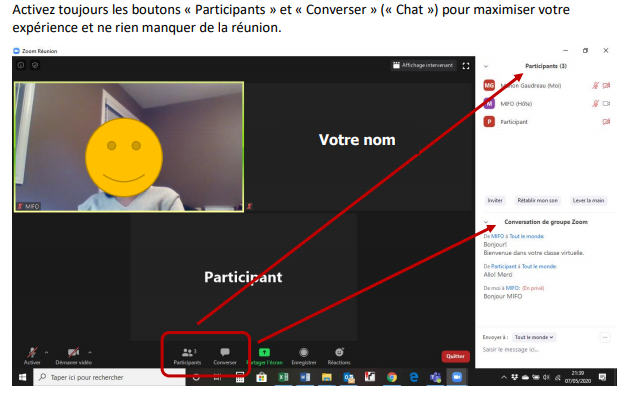 Activez toujours les boutons « Participants » et « Converser » (« Chat ») pour maximiser votre
expérience et ne rien manquer de la réunion.
Zoom Réunion
Affichage intervenant
Participants (3)
MG Gaudreau (Moi)
M MIFO (Hôte)
P Participant
Votre nom
MIFO
Inviter Rétablir mon son Lever la main
Conversation de groupe Zoom
De MIFO à Tout le monde:
Bonjour!
Bienvenue dans votre classe virtuelle.
De Participant à Tout le monde:
Allo! Merci
De moi à MIFO: (En privé)
Bonjour MIFO
Participant
Envoyer à : Tout le monde
Saisir le message ici...
3
Activer Démarrer vidéo Participants Converser Partager l'écran Enregistrer Réactions Quitter
Taper ici pour rechercher
21:39
07/05/2020